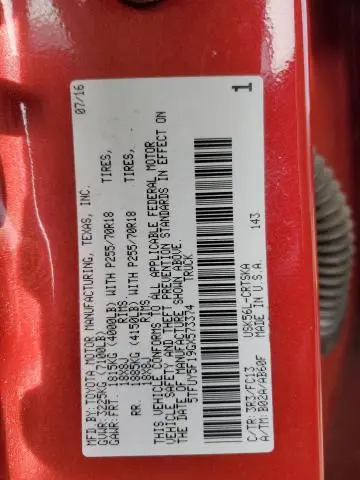 MFD.BY:TOYOTA MOTOR MANUFACTURING, TEXAS, INC. 07/16
GVWR:3225KG (7100LB)
GAWR:FRT. 1815KG (4000LB) WITH P255/70R18 TIRES,
18X8J RIMS
RR. 1885KG (4150LB) WITH P255/70R18 TIRES,
18X8J RIMS
THIS VEHICLE CONFORMS TO ALL APPLICABLE FEDERAL MOTOR
VEHICLE SAFETY AND THEFT PREVENTION STANDARDS IN EFFECT ON
THE DATE OF MANUFACTURE SHOWN ABOVE.
5TFUY5F19GX573374 TRUCK
USK56L-CRTSKA
C/TR:3R3/FC13 143
A/TM:B02A/AB60F MADE IN U.S.A. 1